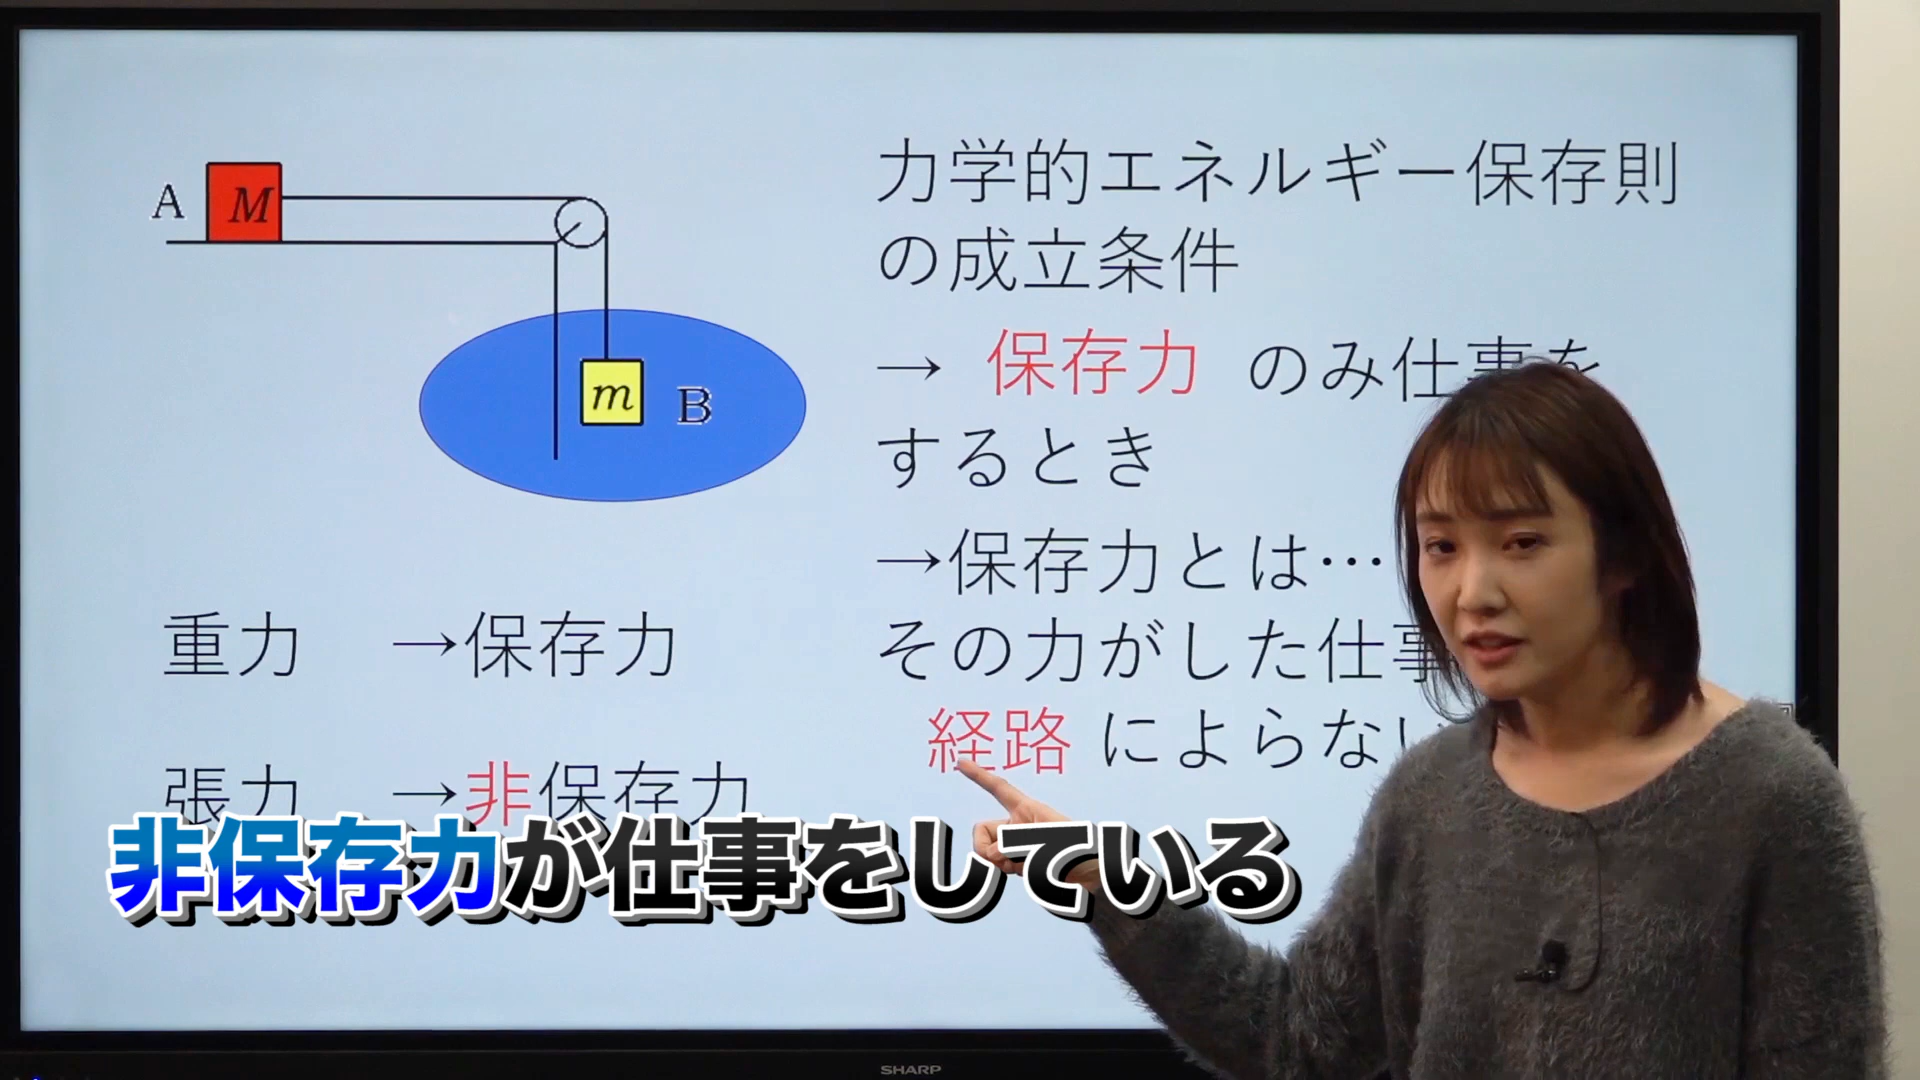 A
M
m
B
力学的エネルギー保存則
の成立条件
→ 保存力 のみ仕事を
するとき
→保存力とは…
その力がした仕事
経路 によらない
重力 →保存力
張力 →非保存力
非保存力が仕事をしている
SHARP